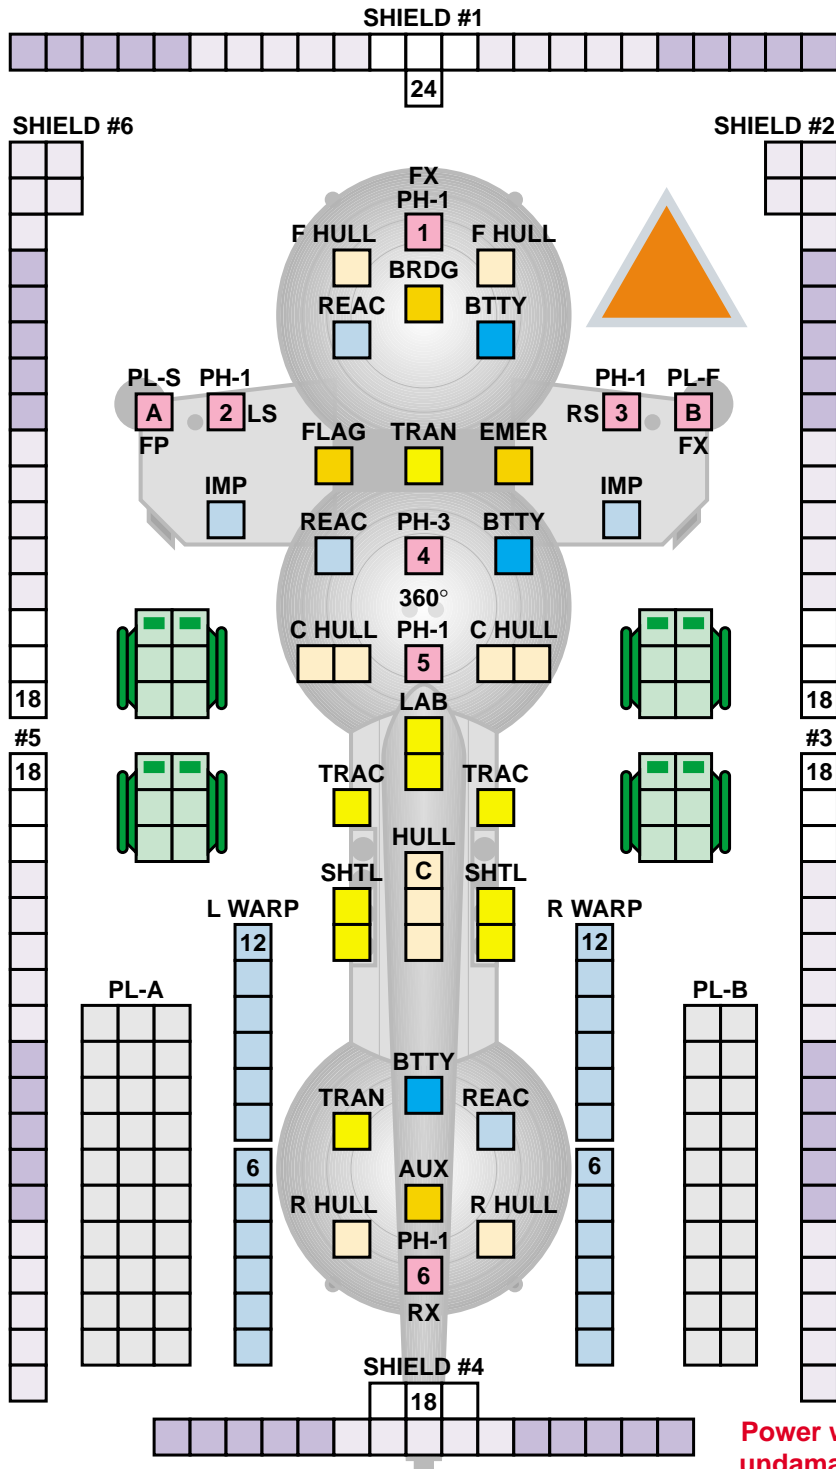 SHIELD #1
24
SHIELD #6
SHIELD #2
FX
PH-1
1
F HULL
F HULL
BRDG
REAC
BTTY
PL-S
PH-1
PH-1
PL-F
A
2
LS
RS
3
B
FP
FX
FLAG
TRAN
EMER
IMP
IMP
REAC
PH-3
BTTY
4
360°
C HULL
PH-1
C HULL
5
18
18
LAB
#5
#3
18
18
TRAC
TRAC
HULL
C
SHTL
SHTL
L WARP
R WARP
12
12
PL-A
PL-B
BTTY
TRAN
REAC
6
AUX
6
R HULL
R HULL
PH-1
6
RX
SHIELD #4
18
Power